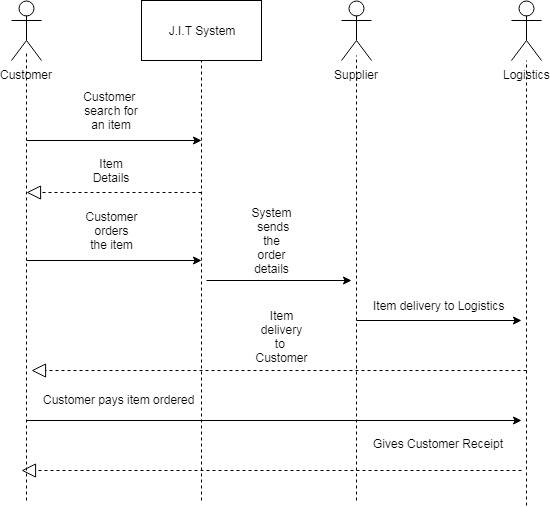 J.I.T System
Customer
Supplier
Logistics
Customer
search for
an item
Item
Details
Customer
orders
the item
System
sends
the
order
details
Item delivery to Logistics
Item
delivery
to
Customer
Customer pays item ordered
Gives Customer Receipt